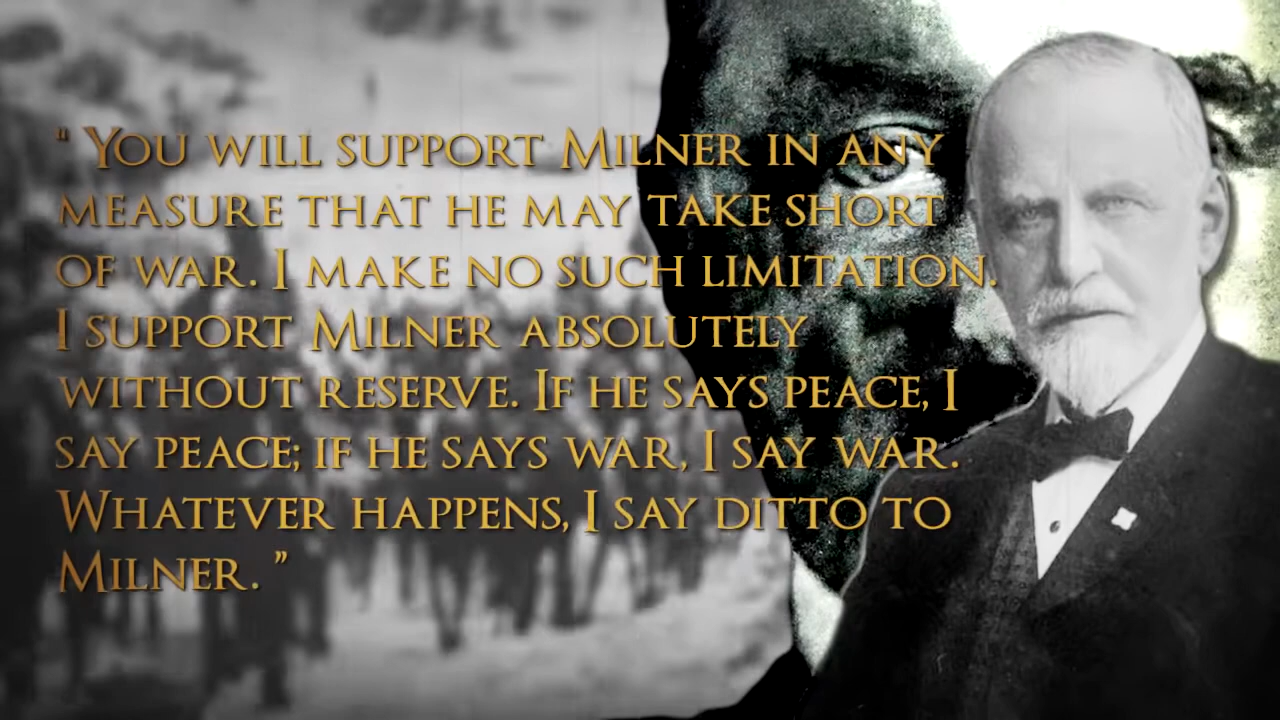 " You will support Milner in any
measure that he may take short
of war. I make no such limitation.
I support Milner absolutely
without reserve. If he says peace, I
say peace; if he says war, I say war.
Whatever happens, I say ditto to
Milner. ”